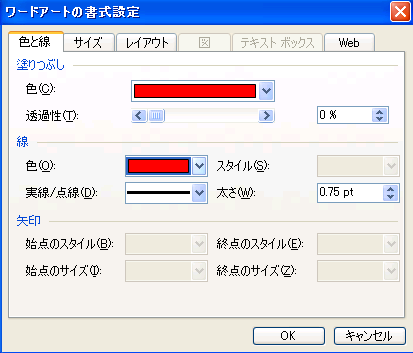 ワードアートの書式設定
色と線 サイズ レイアウト 図 テキスト ボックス Web
塗りつぶし
色(C):
透過性(T): 0 %
線
色(O): スタイル(S):
実線/点線(D): 太さ(W): 0.75 pt
矢印
始点のスタイル(B): 終点のスタイル(E):
始点のサイズ(I): 終点のサイズ(Z):
OK キャンセル